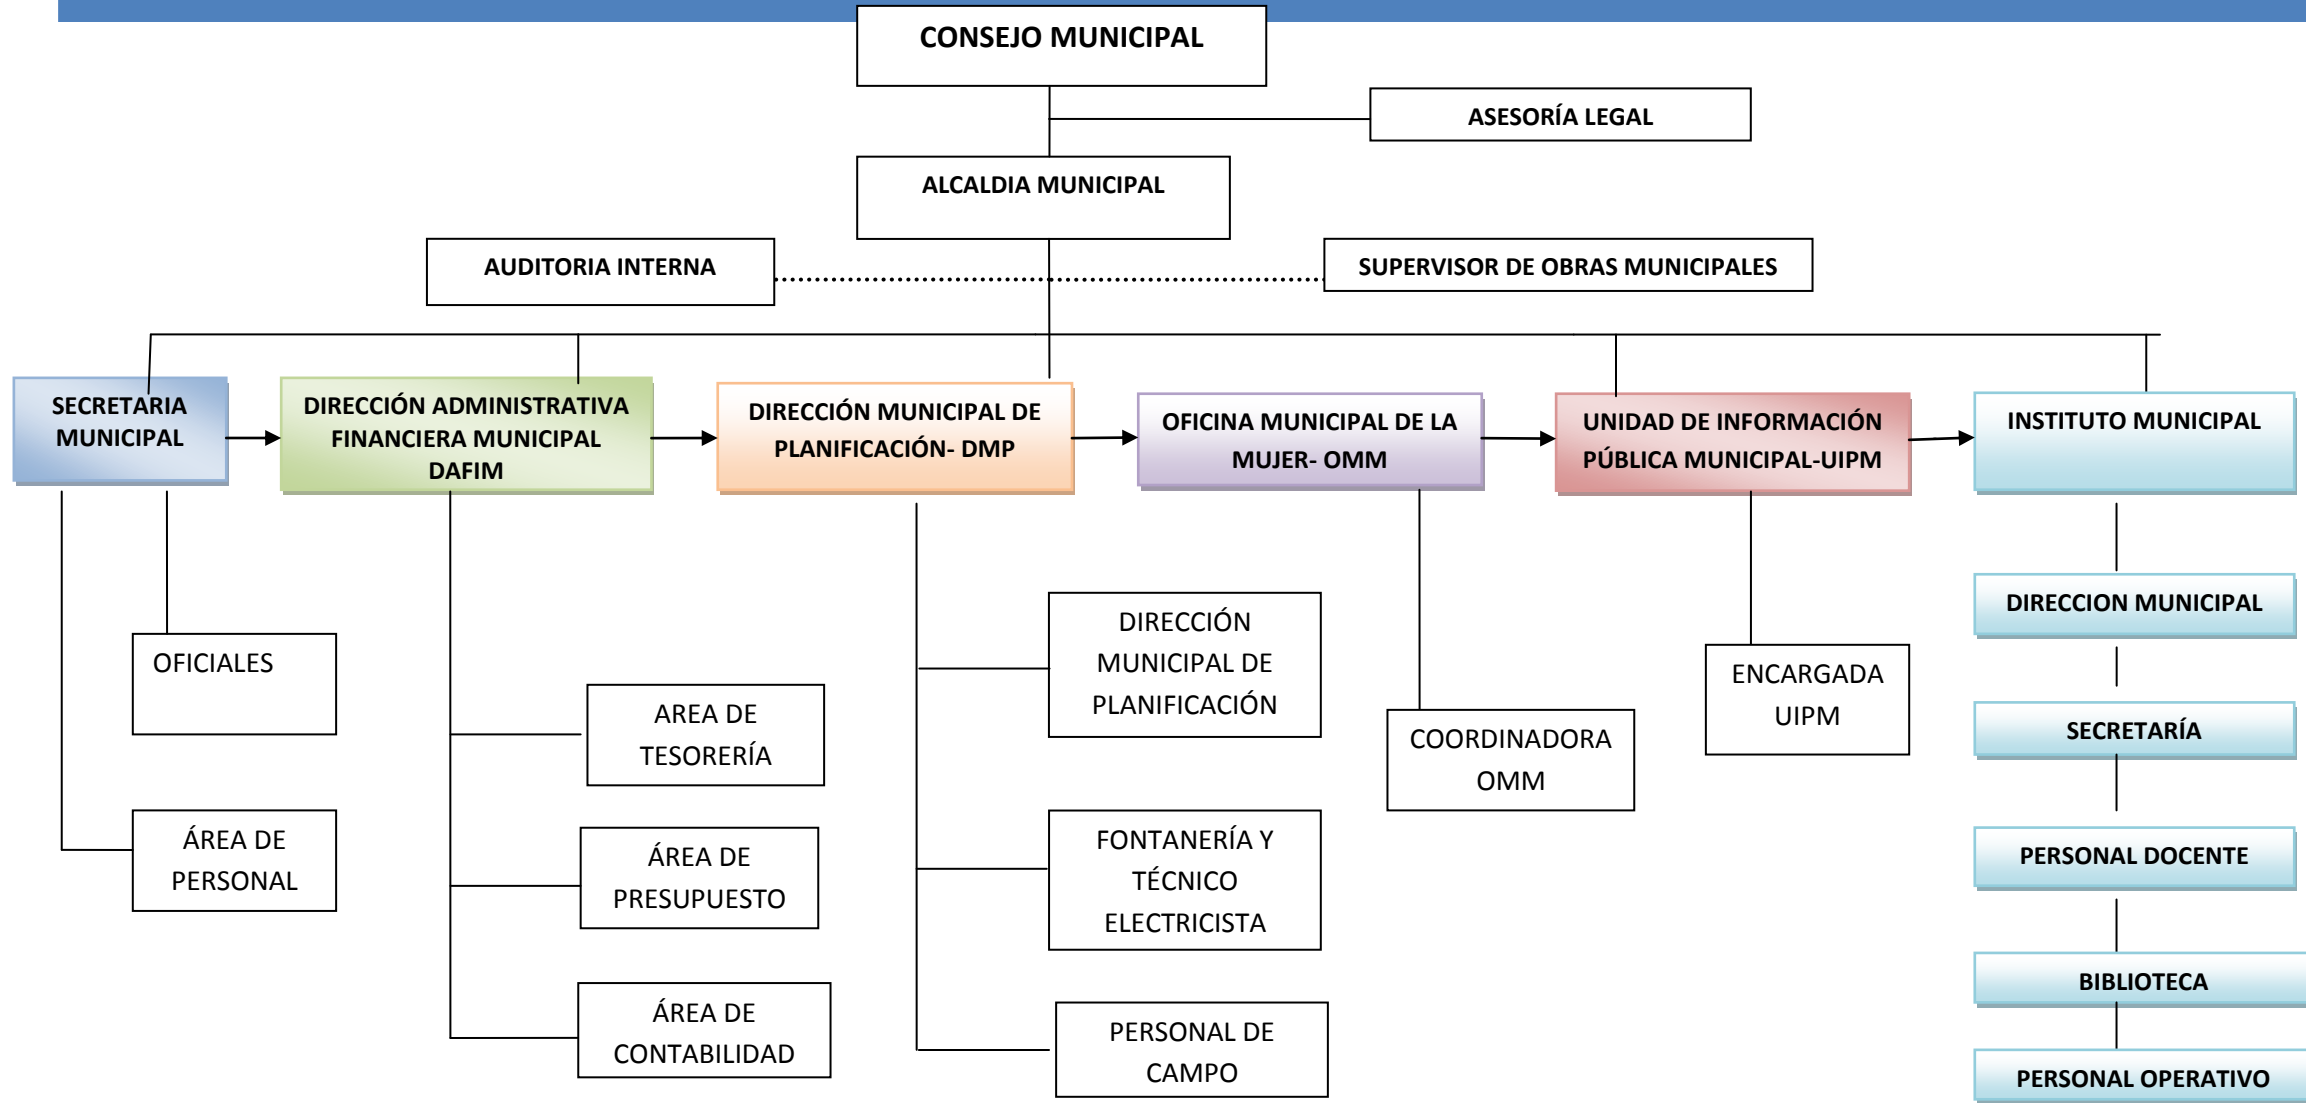 CONSEJO MUNICIPAL
ASESORÍA LEGAL
ALCALDIA MUNICIPAL
AUDITORIA INTERNA
SUPERVISOR DE OBRAS MUNICIPALES
SECRETARIA
MUNICIPAL
DIRECCIÓN ADMINISTRATIVA
FINANCIERA MUNICIPAL
DAFIM
DIRECCIÓN MUNICIPAL DE
PLANIFICACIÓN- DMP
OFICINA MUNICIPAL DE LA
MUJER- OMM
UNIDAD DE INFORMACIÓN
PÚBLICA MUNICIPAL-UIPM
INSTITUTO MUNICIPAL
OFICIALES
ÁREA DE
PERSONAL
AREA DE
TESORERÍA
ÁREA DE
PRESUPUESTO
ÁREA DE
CONTABILIDAD
DIRECCIÓN
MUNICIPAL DE
PLANIFICACIÓN
FONTANERÍA Y
TÉCNICO
ELECTRICISTA
PERSONAL DE
CAMPO
COORDINADORA
OMM
ENCARGADA
UIPM
DIRECCION MUNICIPAL
SECRETARÍA
PERSONAL DOCENTE
BIBLIOTECA
PERSONAL OPERATIVO